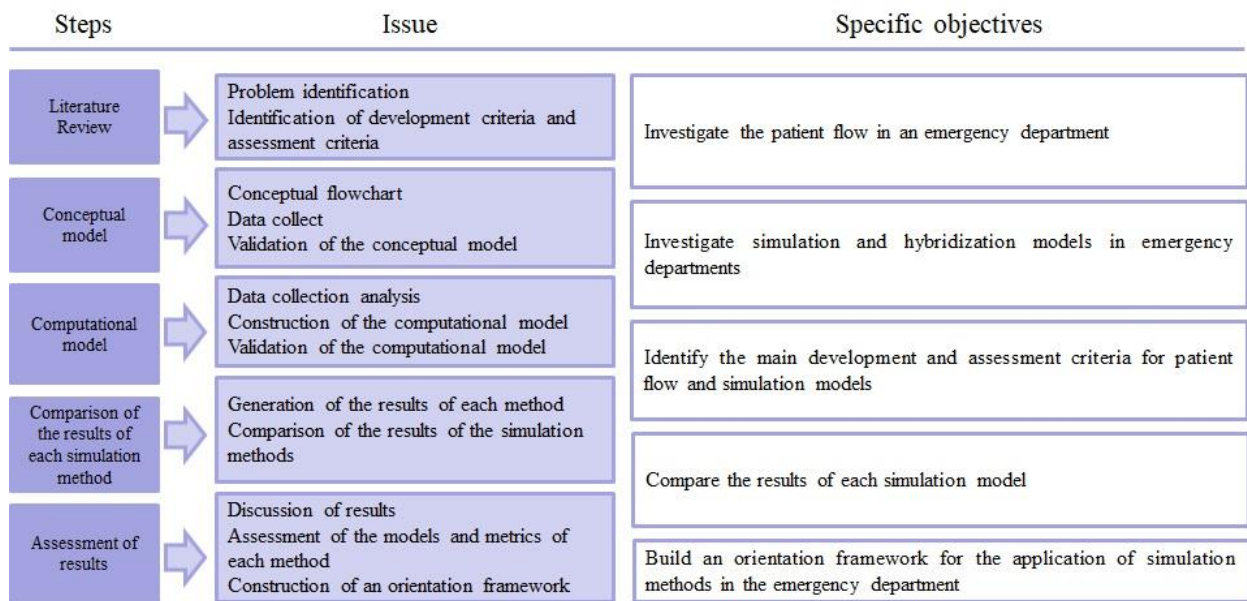 Steps
Issue
Specific objectives
Literature
Review
Problem identification
Identification of development criteria and
assessment criteria
Investigate the patient flow in an emergency department
Conceptual
model
Conceptual flowchart
Data collect
Validation of the conceptual model
Investigate simulation and hybridization models in emergency
departments
Computational
model
Data collection analysis
Construction of the computational model
Validation of the computational model
Identify the main development and assessment criteria for patient
flow and simulation models
Comparison of
the results of
each simulation
method
Generation of the results of each method
Comparison of the results of the simulation
methods
Compare the results of each simulation model
Assessment of
results
Discussion of results
Assessment of the models and metrics of
each method
Construction of an orientation framework
Build an orientation framework for the application of simulation
methods in the emergency department